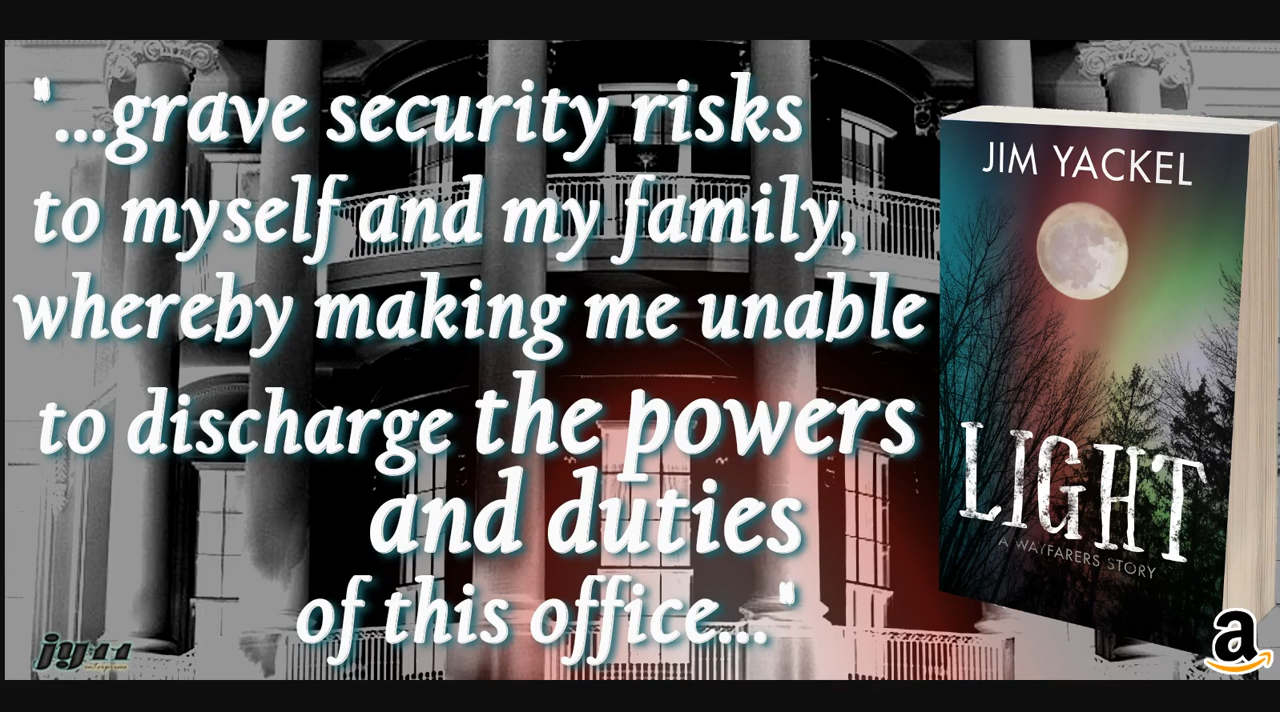 "...grave security risks
to myself and my family,
whereby making me unable
to discharge the powers
and duties
of this office..."
JIM YACKEL
LIGHT
A WAYFARERS STORY
a